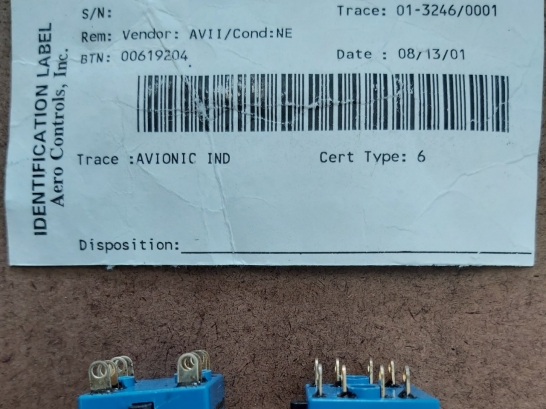 S/N:
Trace: 01-3246/0001
Rem: Vendor: AVII/Cond:NE
BTN: 00619204
Date : 08/13/01
Trace :AVIONIC IND
Cert Type: 6
Disposition:
IDENTIFICATION LABEL
Aero Controls, Inc.